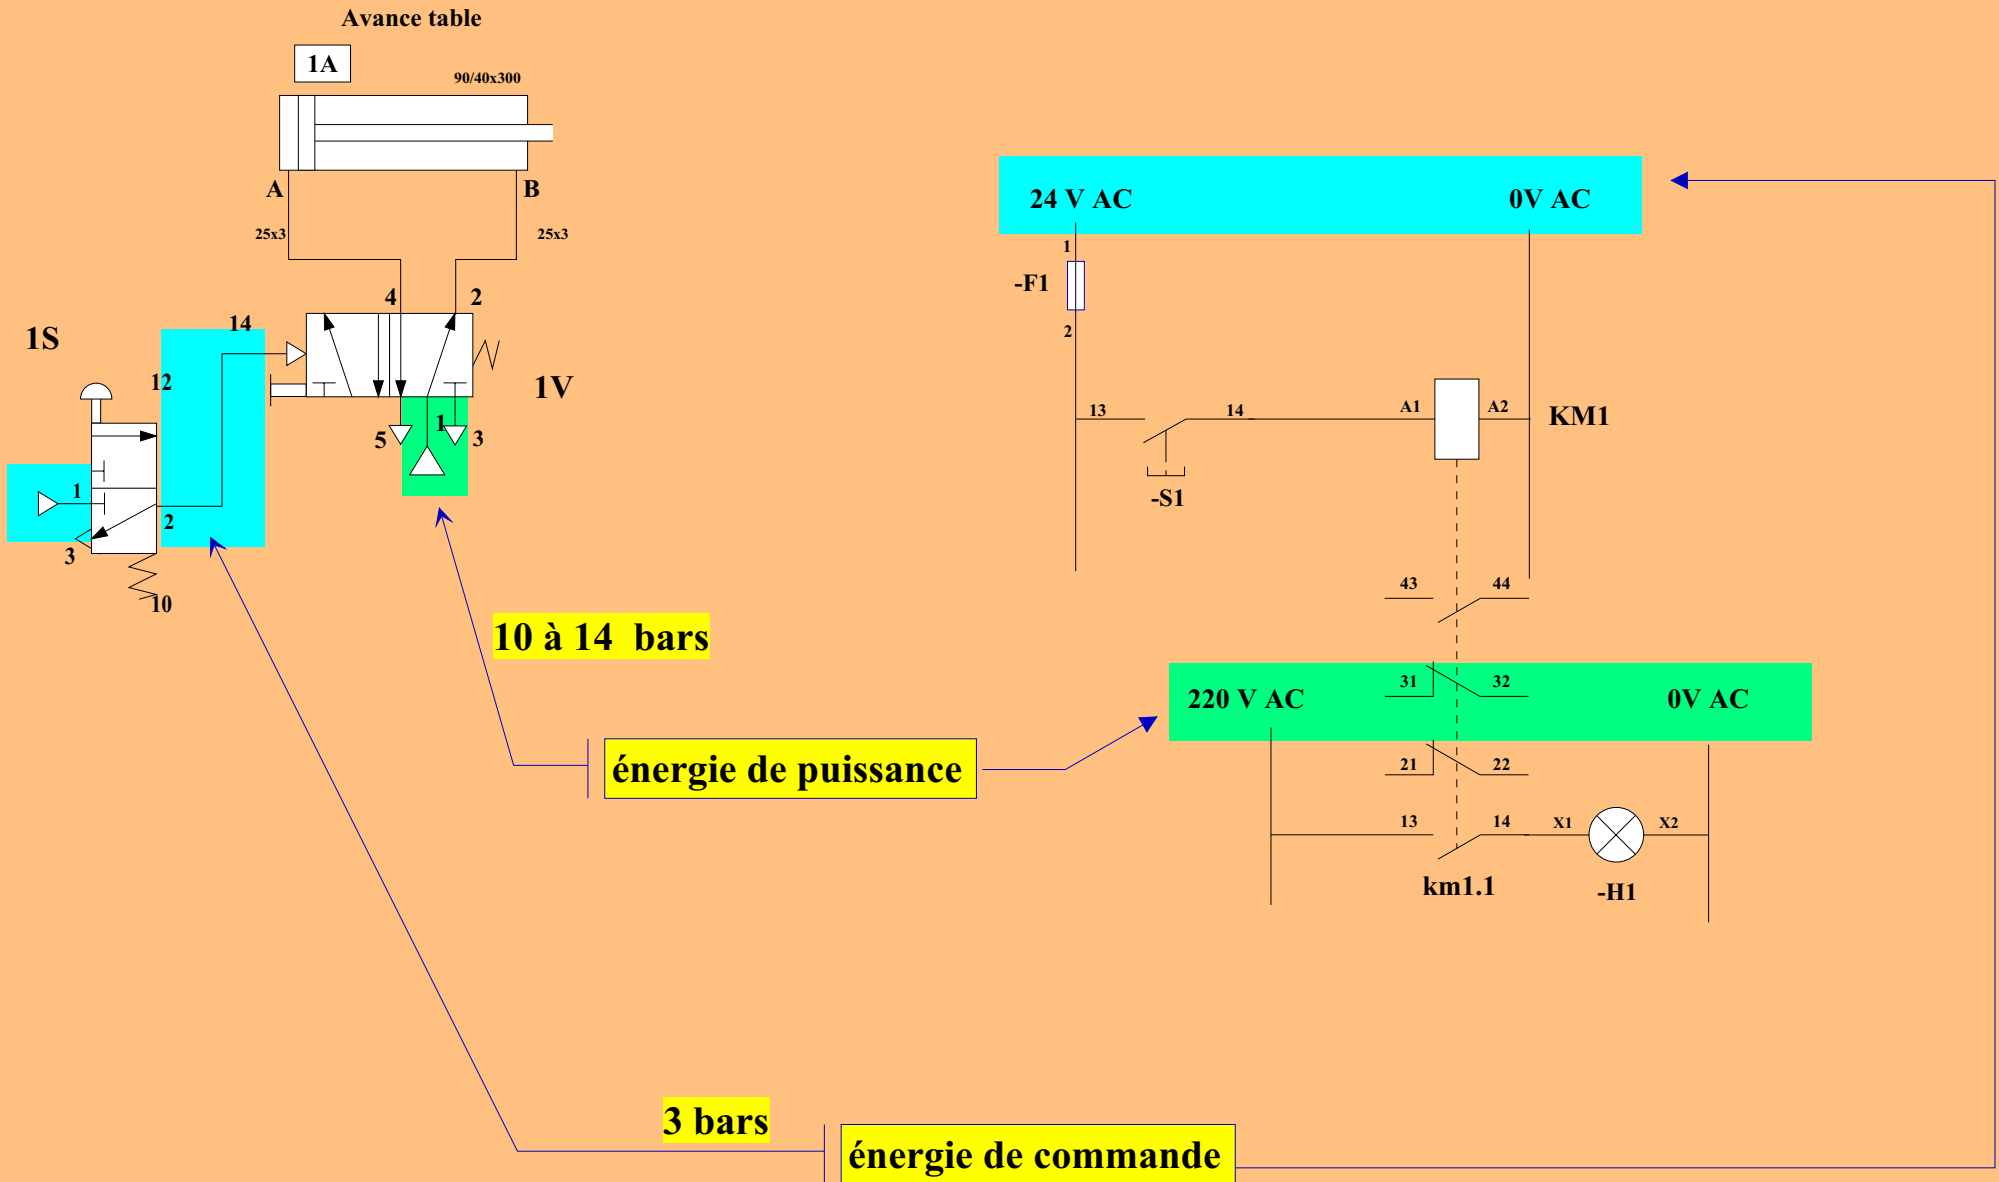 Avance table
1A
90/40x300
A
B
25x3
25x3
4
2
14
1S
12
1V
1
5
3
1
2
3
10
24 V AC
0V AC
1
-F1
2
13
14
A1
A2
KM1
-S1
43
44
10 à 14 bars
31
32
220 V AC
0V AC
énergie de puissance
21
22
13
14
X1
X2
km1.1
-H1
3 bars
énergie de commande